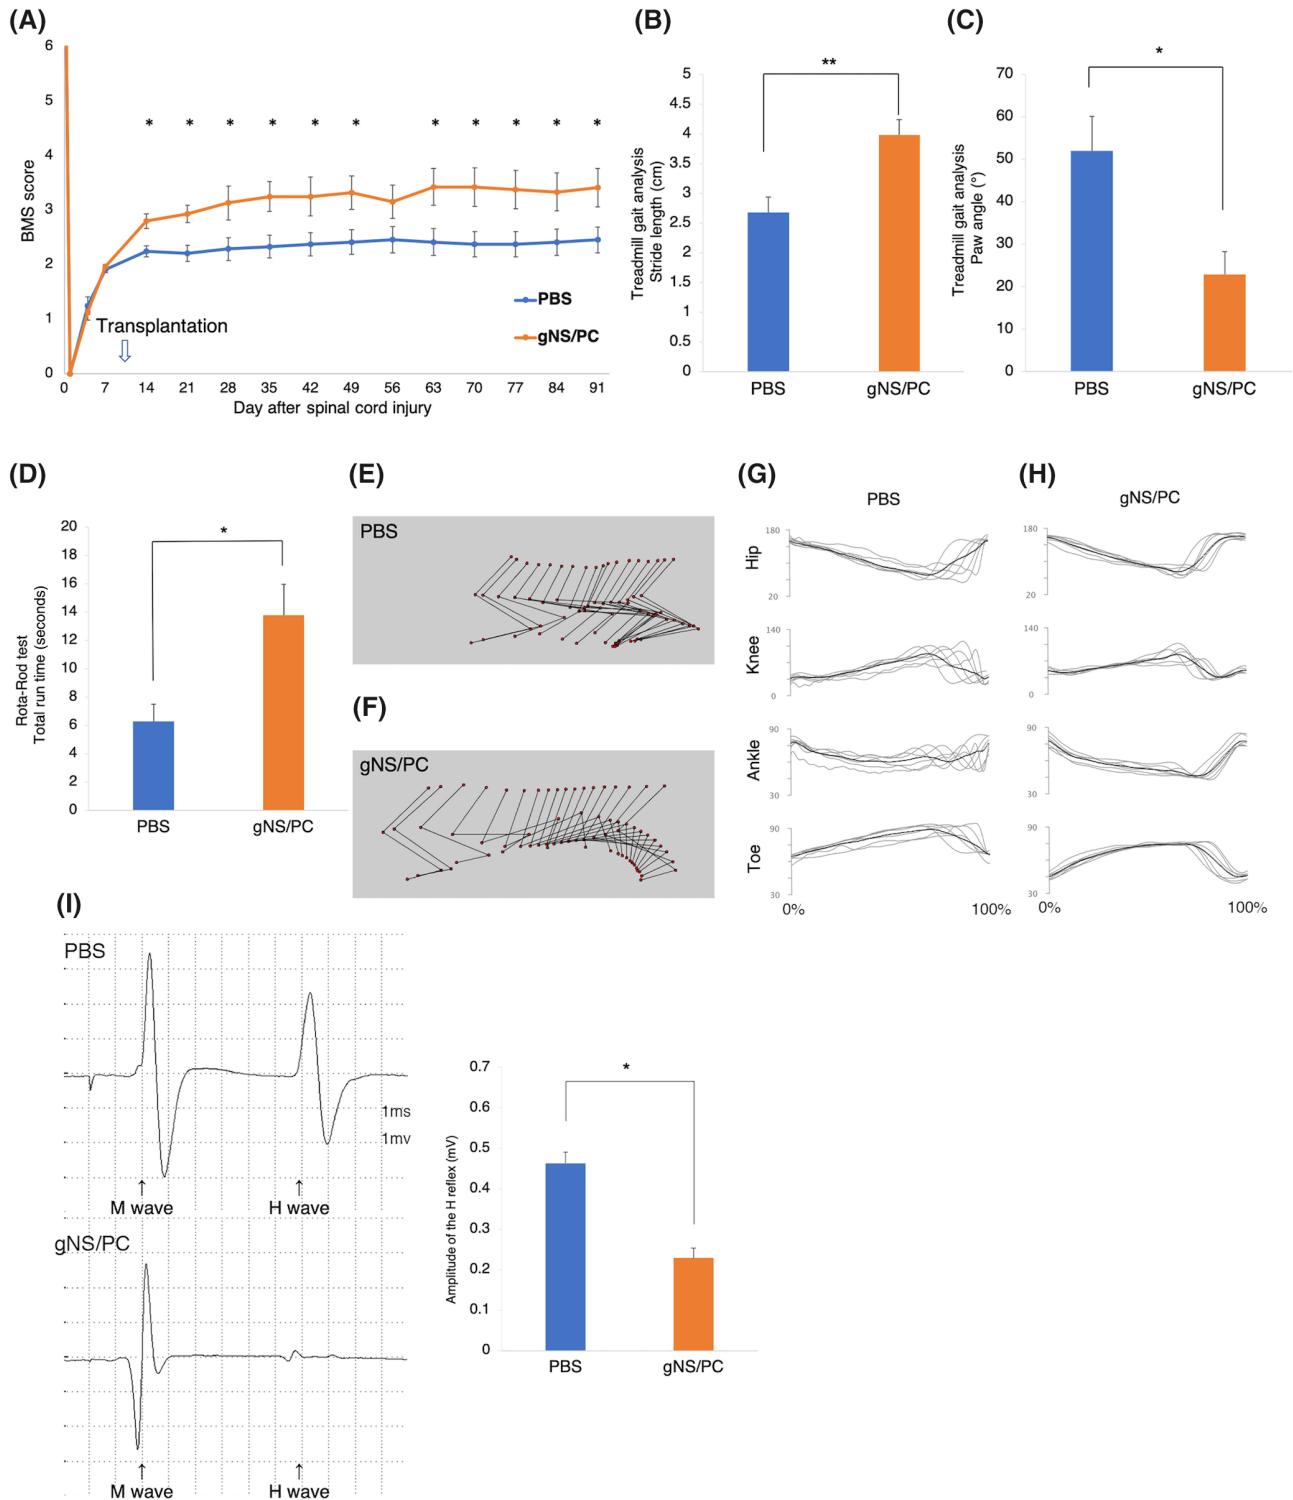 (A)
6
5
4
3
2
1
0
BMS score
* * * * * * * * * * *
PBS
gNS/PC
Transplantation
0 7 14 21 28 35 42 49 56 63 70 77 84 91
Day after spinal cord injury
(B)
**
5
4.5
4
3.5
3
2.5
2
1.5
1
0.5
0
Treadmill gait analysis
Stride length (cm)
PBS gNS/PC
(C)
*
70
60
50
40
30
20
10
0
Treadmill gait analysis
Paw angle (°)
PBS gNS/PC
(D)
*
20
18
16
14
12
10
8
6
4
2
0
Rota-Rod test
Total run time (seconds)
PBS gNS/PC
(E)
PBS
(F)
gNS/PC
(G)
PBS
Hip
180
20
Knee
140
0
Ankle
90
30
Toe
90
30
0% 100%
(H)
gNS/PC
180
20
140
0
90
30
90
30
0% 100%
(I)
PBS
1ms
1mv
↑ ↑
M wave H wave
gNS/PC
↑ ↑
M wave H wave
*
0.7
0.6
0.5
0.4
0.3
0.2
0.1
0
Amplitude of the H reflex (mV)
PBS gNS/PC